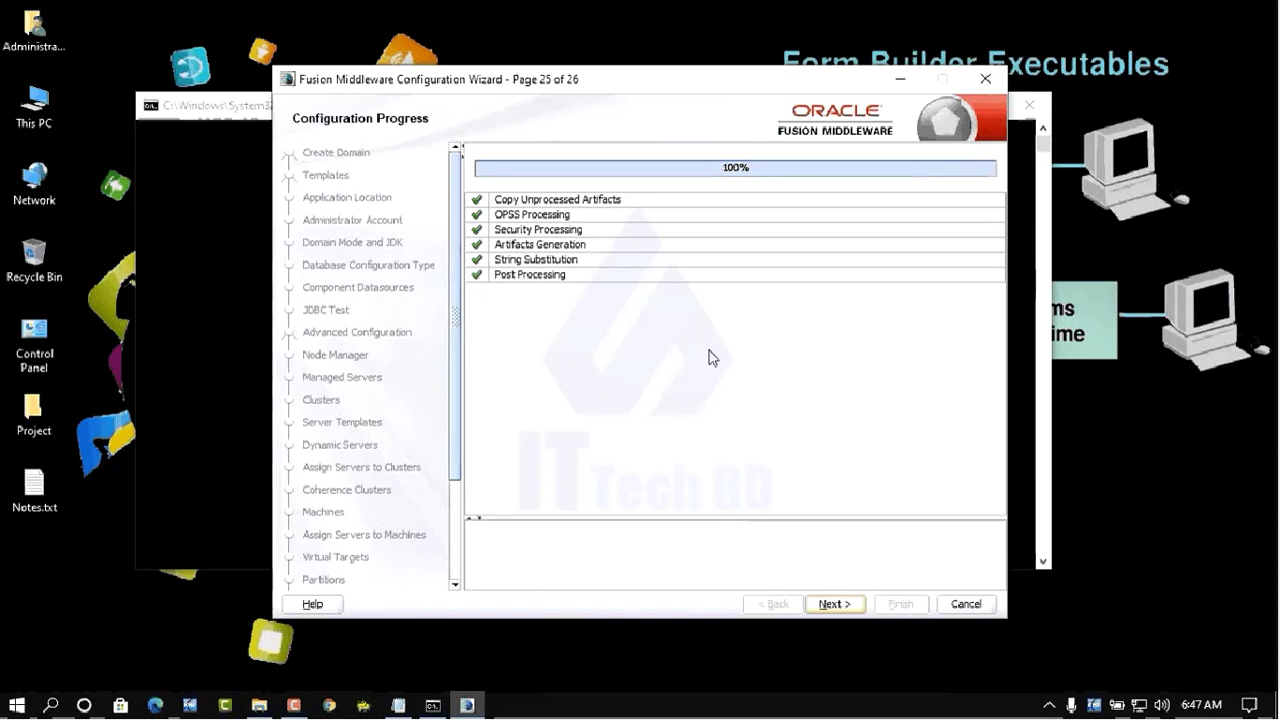 Administra...
This PC
Network
Recycle Bin
Control
Panel
Project
Notes.txt
Form Builder Executables
C:\Windows\System3
Fusion Middleware Configuration Wizard - Page 25 of 26
Configuration Progress
ORACLE
FUSION MIDDLEWARE
Create Domain
Templates
Application Location
Administrator Account
Domain Mode and JDK
Database Configuration Type
Component Datasources
JDBC Test
Advanced Configuration
Node Manager
Managed Servers
Clusters
Server Templates
Dynamic Servers
Assign Servers to Clusters
Coherence Clusters
Machines
Assign Servers to Machines
Virtual Targets
Partitions
100%
Copy Unprocessed Artifacts
OPSS Processing
Security Processing
Artifacts Generation
String Substitution
Post Processing
IT Tech BD
ms
ime
Help
< Back
Next >
Finish
Cancel
6:47 AM